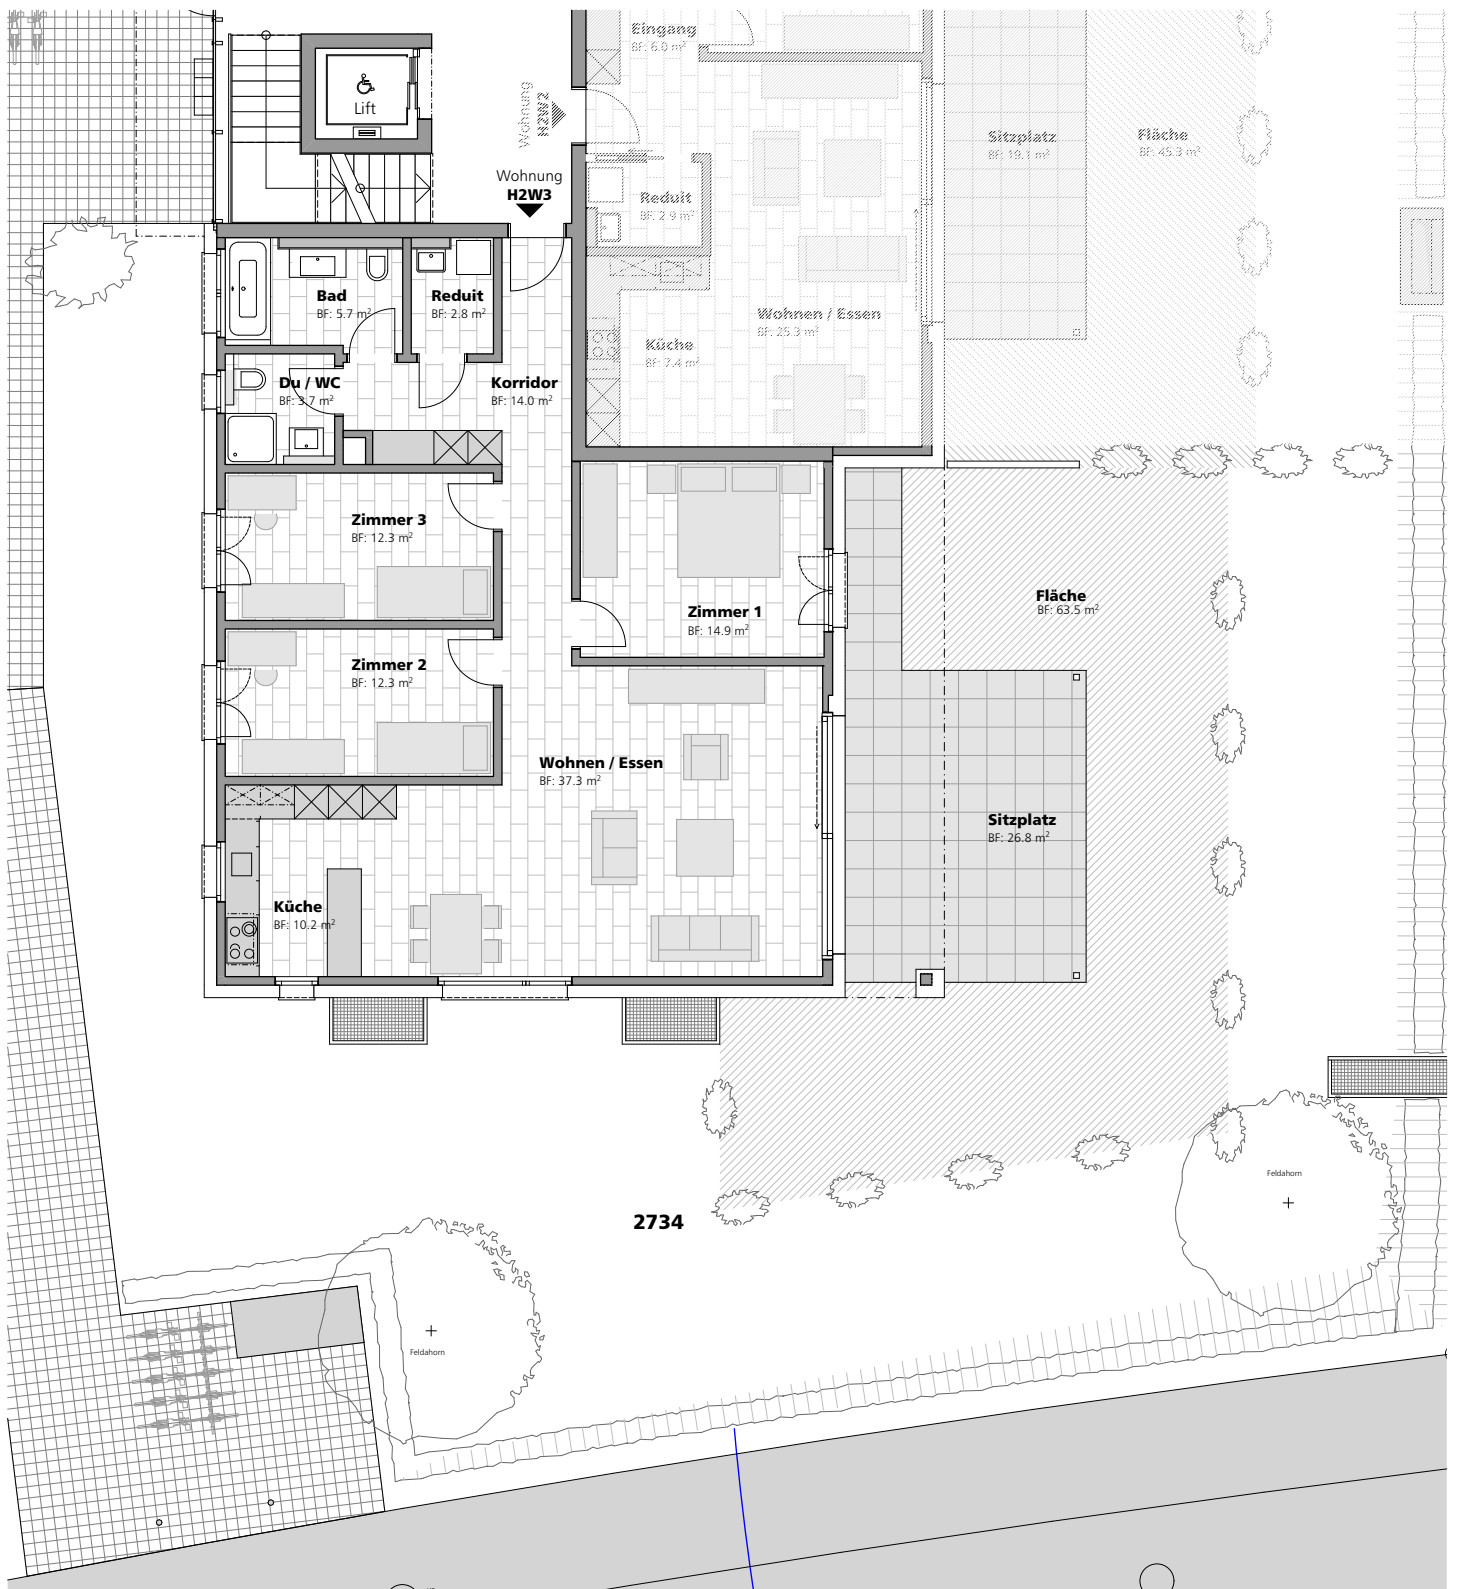 Eingang
BF: 6.0 m²
Lift
Wohnung
H2W2
Sitzplatz
BF: 19.1 m²
Fläche
BF: 45.3 m²
Wohnung
H2W3
Reduit
BF: 2.9 m²
Bad
BF: 5.7 m²
Reduit
BF: 2.8 m²
Wohnen / Essen
BF: 25.3 m²
Küche
BF: 7.4 m²
Du / WC
BF: 3.7 m²
Korridor
BF: 14.0 m²
Zimmer 3
BF: 12.3 m²
Zimmer 1
BF: 14.9 m²
Fläche
BF: 63.5 m²
Zimmer 2
BF: 12.3 m²
Wohnen / Essen
BF: 37.3 m²
Sitzplatz
BF: 26.8 m²
Küche
BF: 10.2 m²
Feldahorn
2734
Feldahorn